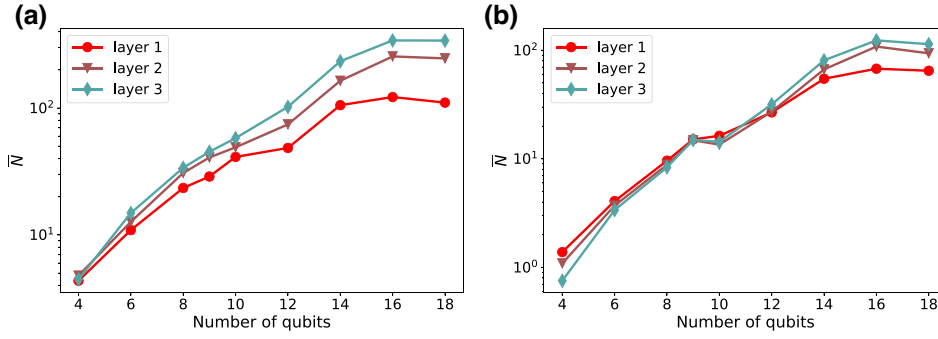 (a)
layer 1
layer 2
layer 3
10²
10¹
N̅
4 6 8 10 12 14 16 18
Number of qubits
(b)
layer 1
layer 2
layer 3
10²
10¹
10⁰
N̅
4 6 8 10 12 14 16 18
Number of qubits